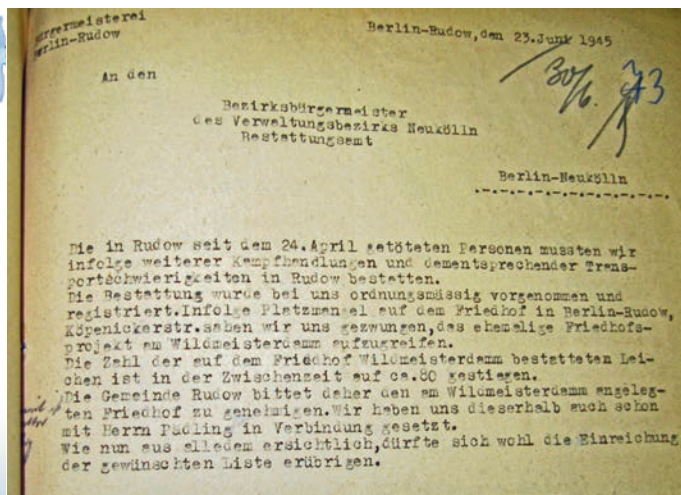 Bürgermeisterei
Berlin-Rudow
Berlin-Rudow,den 23.Juni 1945
30/6. 73
An den
Bezirksbürgermeister
des Verwaltungsbezirks Neukölln
Bestattungsamt
Berlin-Neukölln
Die in Rudow seit dem 24.April getöteten Personen mussten wir
infolge weiterer Kampfhandlungen und dementsprechender Trans-
portschwierigkeiten in Rudow bestatten.
Die Bestattung wurde bei uns ordnungsmässig vorgenommen und
registriert.Infolge Platzmangel auf dem Friedhof in Berlin-Rudow,
Köpenickerstr.sahen wir uns gezwungen,das ehemalige Friedhofs-
projekt am Wildmeisterdamm aufzugreifen.
Die Zahl der auf dem Friedhof Wildmeisterdamm bestatteten Lei-
chen ist in der Zwischenzeit auf ca.80 gestiegen.
Die Gemeinde Rudow bittet daher den am Wildmeisterdamm angeleg-
ten Friedhof zu genehmigen.Wir haben uns dieserhalb auch schon
mit Herrn Pädling in Verbindung gesetzt.
Wie nun aus alledem ersichtlich,dürfte sich wohl die Einreichung
der gewünschten Liste erübrigen.